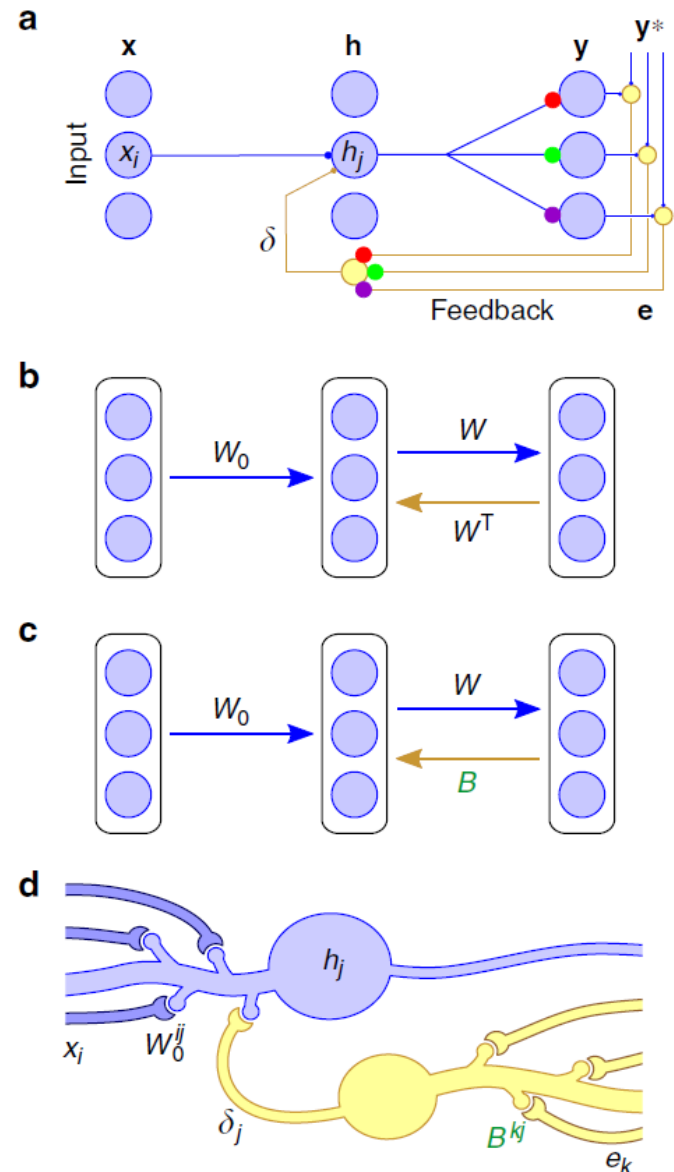 a
x h y y*
Input
x_i h_j
δ
Feedback e
b
W_0 W
W^T
c
W_0 W
B
d
h_j
x_i W_0^{ij}
δ_j
B^{kj}
e_k